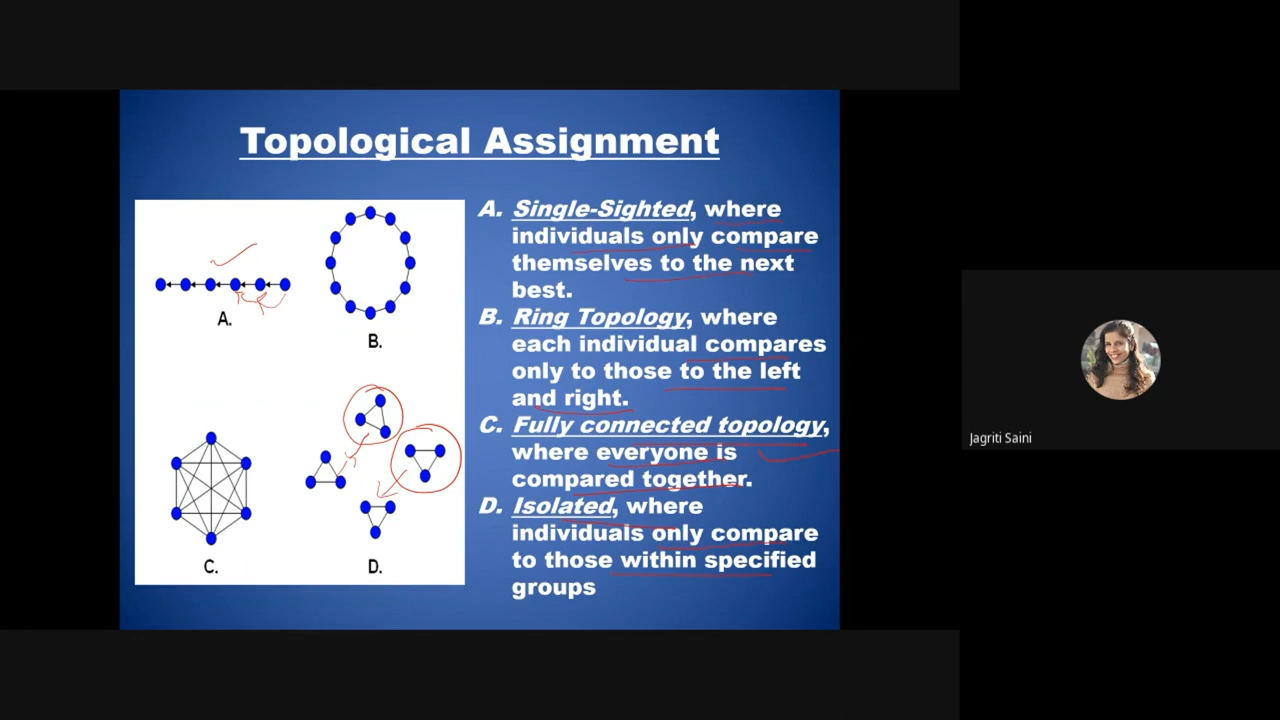 Topological Assignment
A. Single-Sighted, where
individuals only compare
themselves to the next
best.
B. Ring Topology, where
each individual compares
only to those to the left
and right.
C. Fully connected topology,
where everyone is
compared together.
D. Isolated, where
individuals only compare
to those within specified
groups
A.
B.
C.
D.
Jagriti Saini